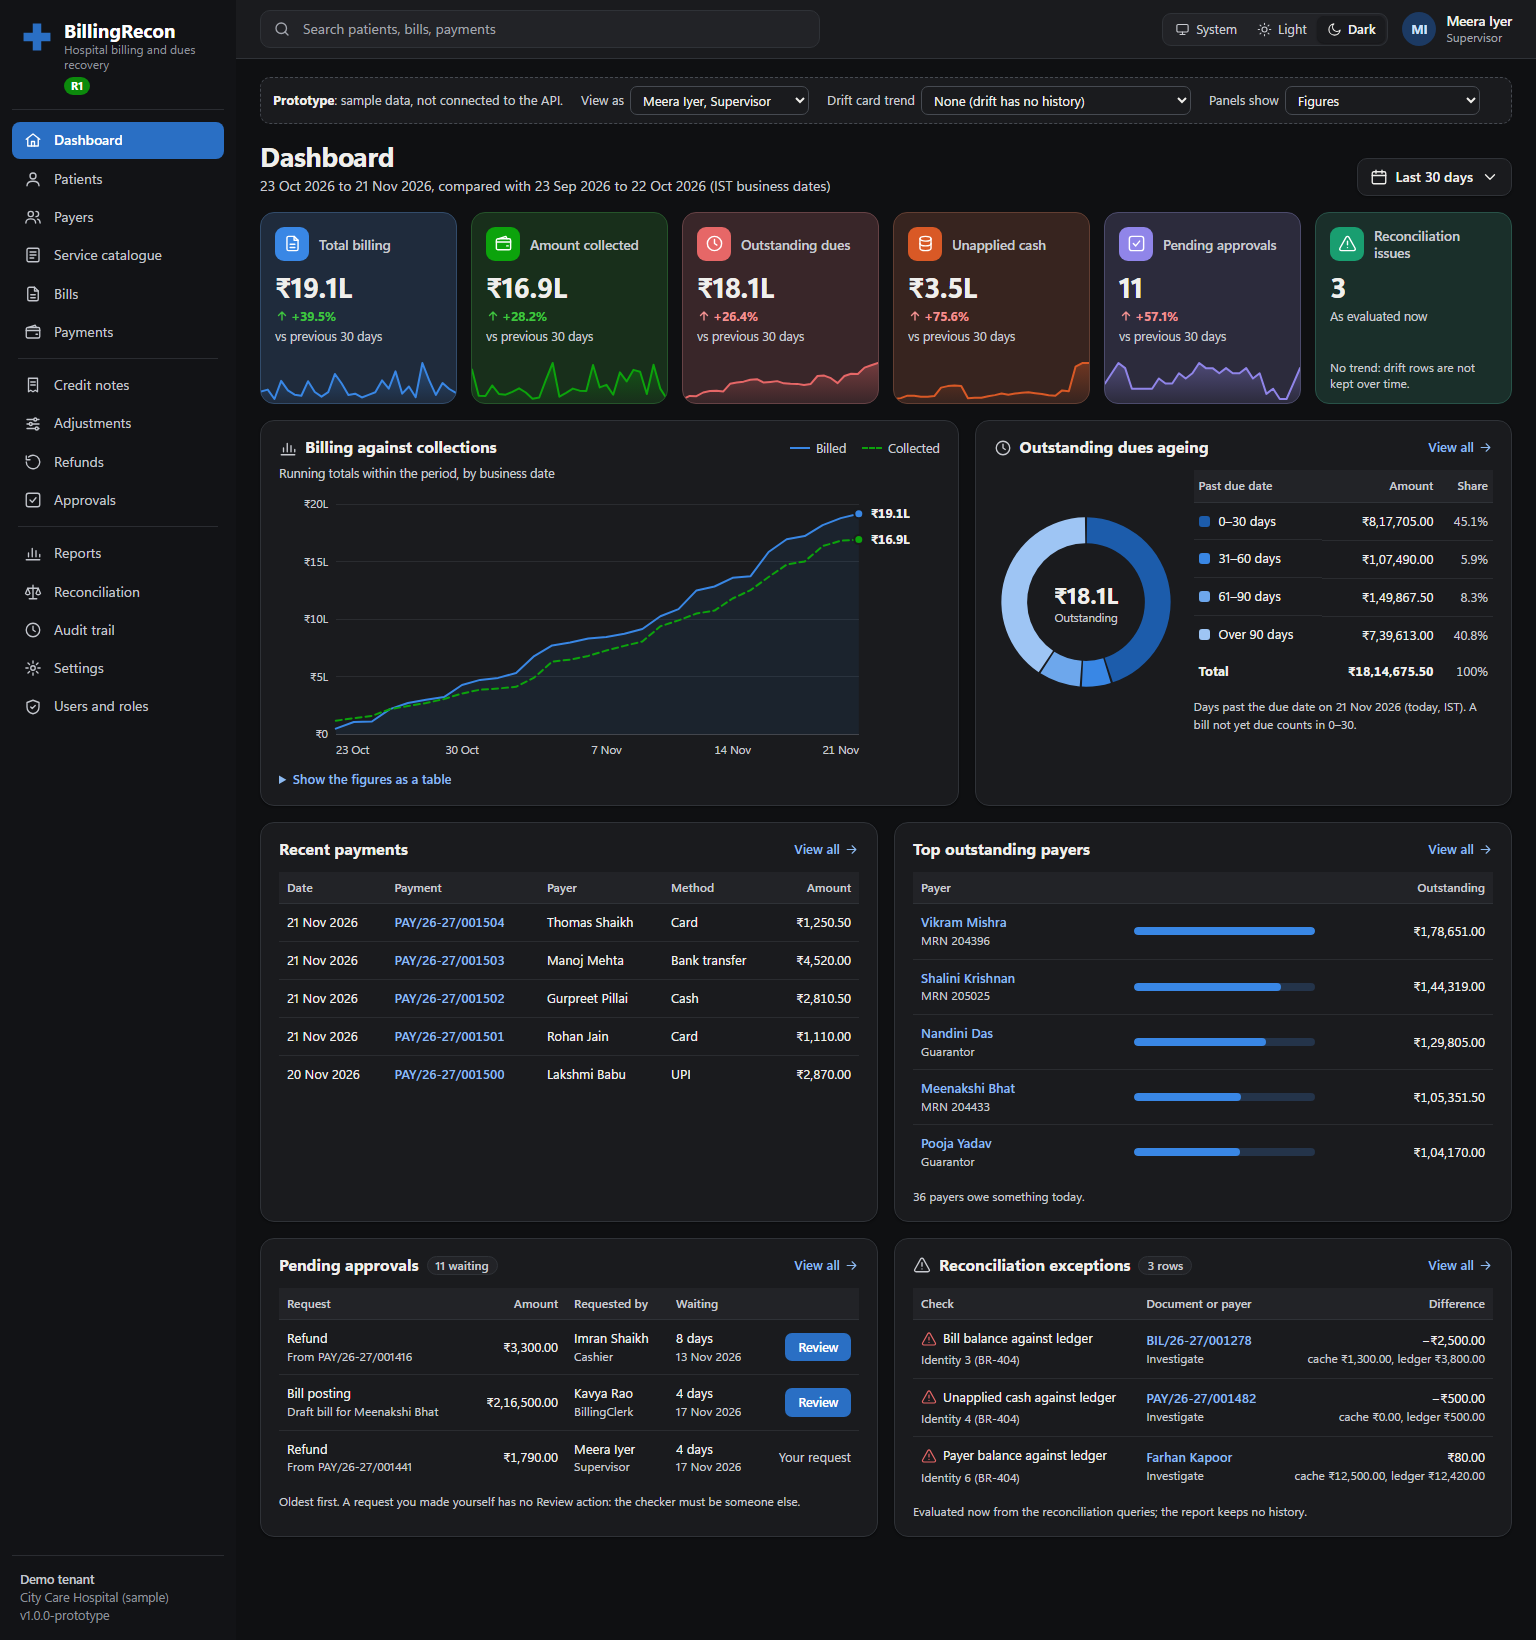 BillingRecon
Hospital billing and dues
recovery
R1
Dashboard
Patients
Payers
Service catalogue
Bills
Payments
Credit notes
Adjustments
Refunds
Approvals
Reports
Reconciliation
Audit trail
Settings
Users and roles
Demo tenant
City Care Hospital (sample)
v1.0.0-prototype
Search patients, bills, payments
System Light Dark
MI
Meera Iyer
Supervisor
Prototype: sample data, not connected to the API. View as Meera Iyer, Supervisor Drift card trend None (drift has no history) Panels show Figures
Dashboard
23 Oct 2026 to 21 Nov 2026, compared with 23 Sep 2026 to 22 Oct 2026 (IST business dates)
Last 30 days
Total billing
₹19.1L
↑ +39.5%
vs previous 30 days
Amount collected
₹16.9L
↑ +28.2%
vs previous 30 days
Outstanding dues
₹18.1L
↑ +26.4%
vs previous 30 days
Unapplied cash
₹3.5L
↑ +75.6%
vs previous 30 days
Pending approvals
11
↑ +57.1%
vs previous 30 days
Reconciliation
issues
3
As evaluated now
No trend: drift rows are not
kept over time.
Billing against collections
Billed Collected
Running totals within the period, by business date
₹20L
₹15L
₹10L
₹5L
₹0
₹19.1L
₹16.9L
23 Oct 30 Oct 7 Nov 14 Nov 21 Nov
▶ Show the figures as a table
Outstanding dues ageing
View all →
₹18.1L
Outstanding
Past due date Amount Share
0–30 days ₹8,17,705.00 45.1%
31–60 days ₹1,07,490.00 5.9%
61–90 days ₹1,49,867.50 8.3%
Over 90 days ₹7,39,613.00 40.8%
Total ₹18,14,675.50 100%
Days past the due date on 21 Nov 2026 (today, IST). A
bill not yet due counts in 0–30.
Recent payments View all →
Date Payment Payer Method Amount
21 Nov 2026 PAY/26-27/001504 Thomas Shaikh Card ₹1,250.50
21 Nov 2026 PAY/26-27/001503 Manoj Mehta Bank transfer ₹4,520.00
21 Nov 2026 PAY/26-27/001502 Gurpreet Pillai Cash ₹2,810.50
21 Nov 2026 PAY/26-27/001501 Rohan Jain Card ₹1,110.00
20 Nov 2026 PAY/26-27/001500 Lakshmi Babu UPI ₹2,870.00
Top outstanding payers View all →
Payer Outstanding
Vikram Mishra
MRN 204396
₹1,78,651.00
Shalini Krishnan
MRN 205025
₹1,44,319.00
Nandini Das
Guarantor
₹1,29,805.00
Meenakshi Bhat
MRN 204433
₹1,05,351.50
Pooja Yadav
Guarantor
₹1,04,170.00
36 payers owe something today.
Pending approvals 11 waiting View all →
Request Amount Requested by Waiting
Refund
From PAY/26-27/001416
₹3,300.00
Imran Shaikh
Cashier
8 days
13 Nov 2026
Review
Bill posting
Draft bill for Meenakshi Bhat
₹2,16,500.00
Kavya Rao
BillingClerk
4 days
17 Nov 2026
Review
Refund
From PAY/26-27/001441
₹1,790.00
Meera Iyer
Supervisor
4 days
17 Nov 2026
Your request
Oldest first. A request you made yourself has no Review action: the checker must be someone else.
Reconciliation exceptions 3 rows View all →
Check Document or payer Difference
Bill balance against ledger
Identity 3 (BR-404)
BIL/26-27/001278
Investigate
−₹2,500.00
cache ₹1,300.00, ledger ₹3,800.00
Unapplied cash against ledger
Identity 4 (BR-404)
PAY/26-27/001482
Investigate
−₹500.00
cache ₹0.00, ledger ₹500.00
Payer balance against ledger
Identity 6 (BR-404)
Farhan Kapoor
Investigate
₹80.00
cache ₹12,500.00, ledger ₹12,420.00
Evaluated now from the reconciliation queries; the report keeps no history.